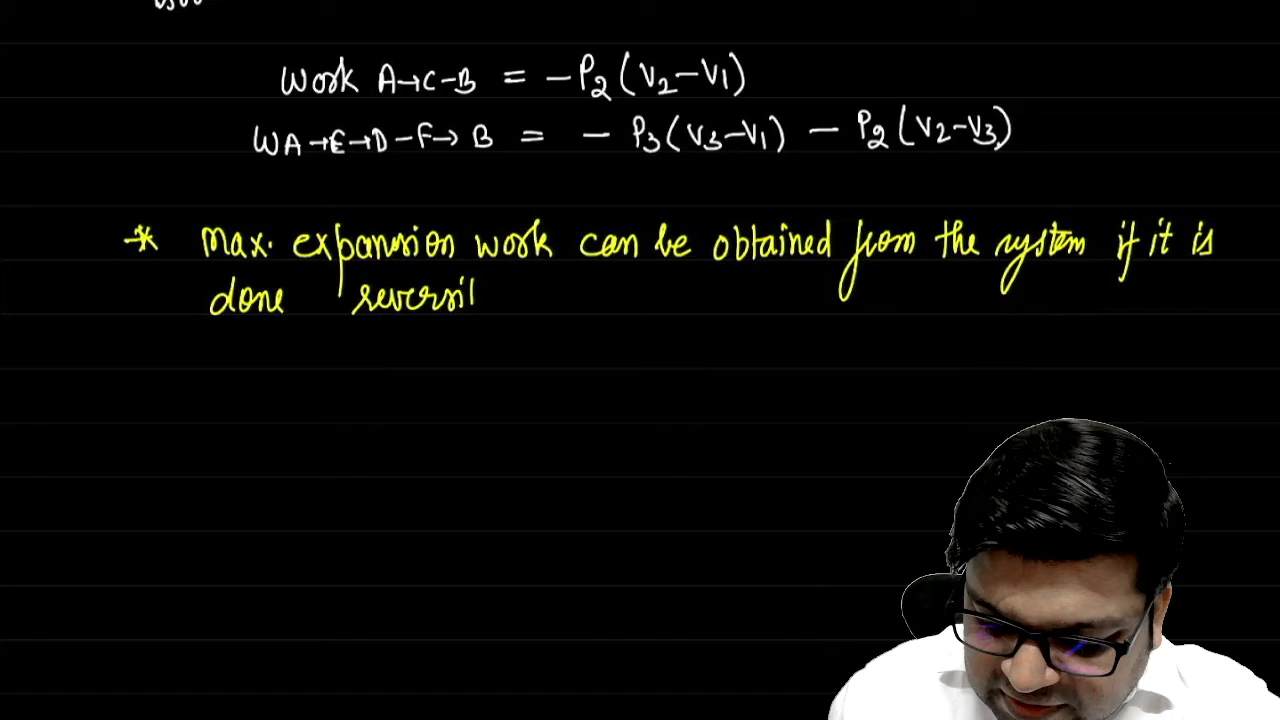 Work A→C-B = -P2(V2-V1)
WA→E→D-F→B = - P3(V3-V1) - P2(V2-V3)
* Max. expansion work can be obtained from the system if it is
done reversil